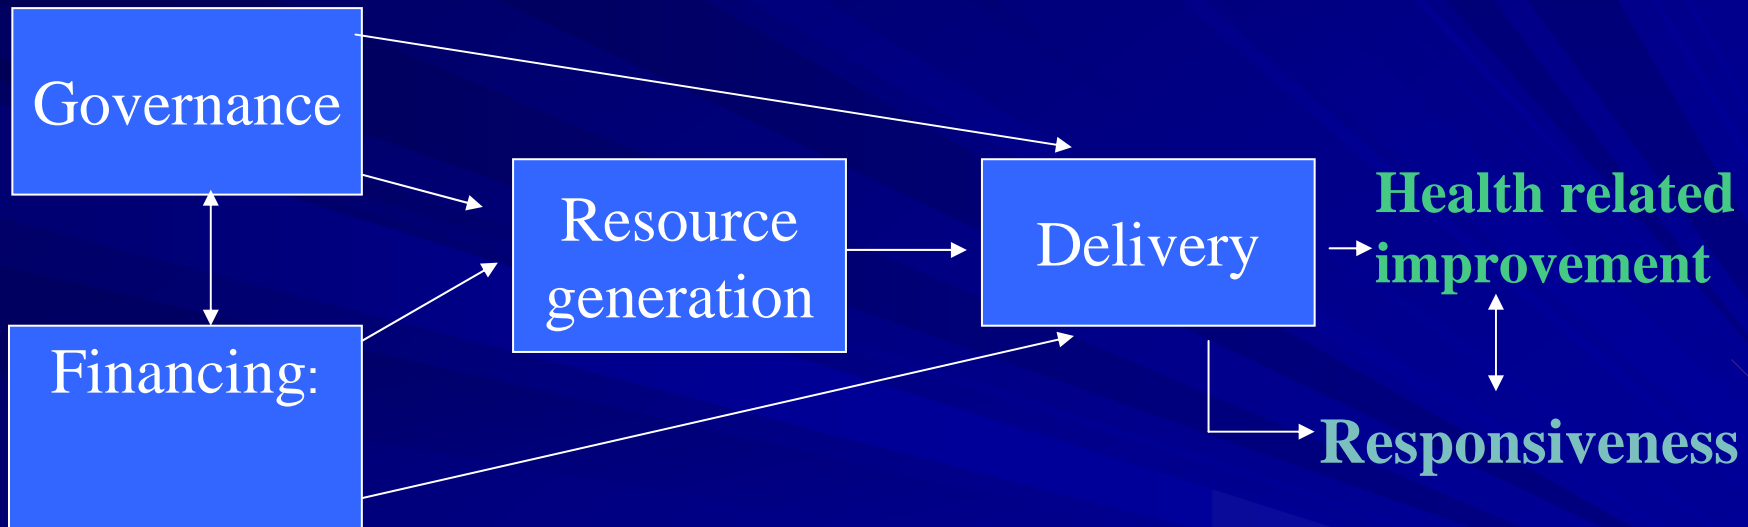 Governance
Resource
generation
Delivery
Health related
improvement
Financing:
Responsiveness